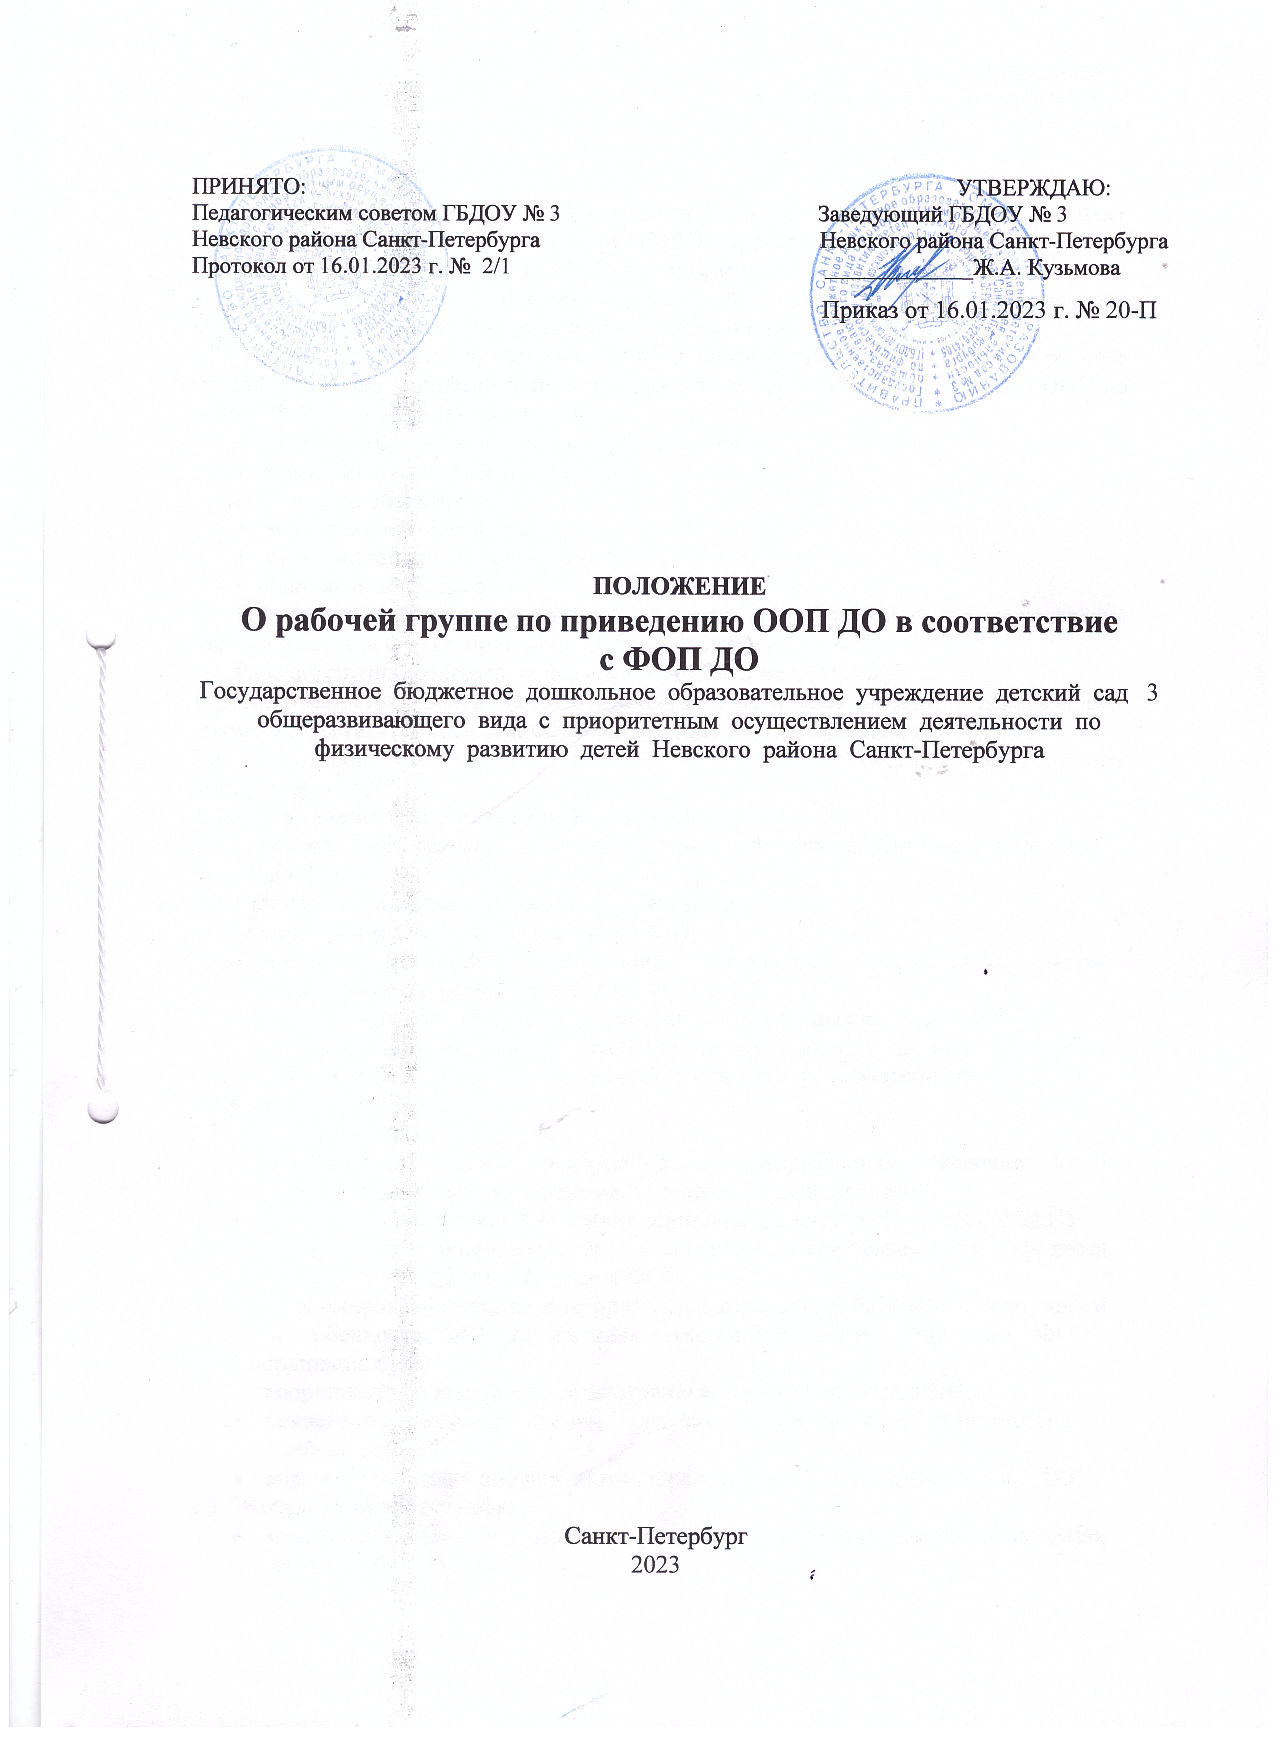 ПРИНЯТО:
Педагогическим советом ГБДОУ № 3
Невского района Санкт-Петербурга
Протокол от 16.01.2023 г. № 2/1
УТВЕРЖДАЮ:
Заведующий ГБДОУ № 3
Невского района Санкт-Петербурга
____________Ж.А. Кузьмова
Приказ от 16.01.2023 г. № 20-П
ПОЛОЖЕНИЕ
О рабочей группе по приведению ООП ДО в соответствие
с ФОП ДО
Государственное бюджетное дошкольное образовательное учреждение детский сад 3
общеразвивающего вида с приоритетным осуществлением деятельности по
физическому развитию детей Невского района Санкт-Петербурга
Санкт-Петербург
2023